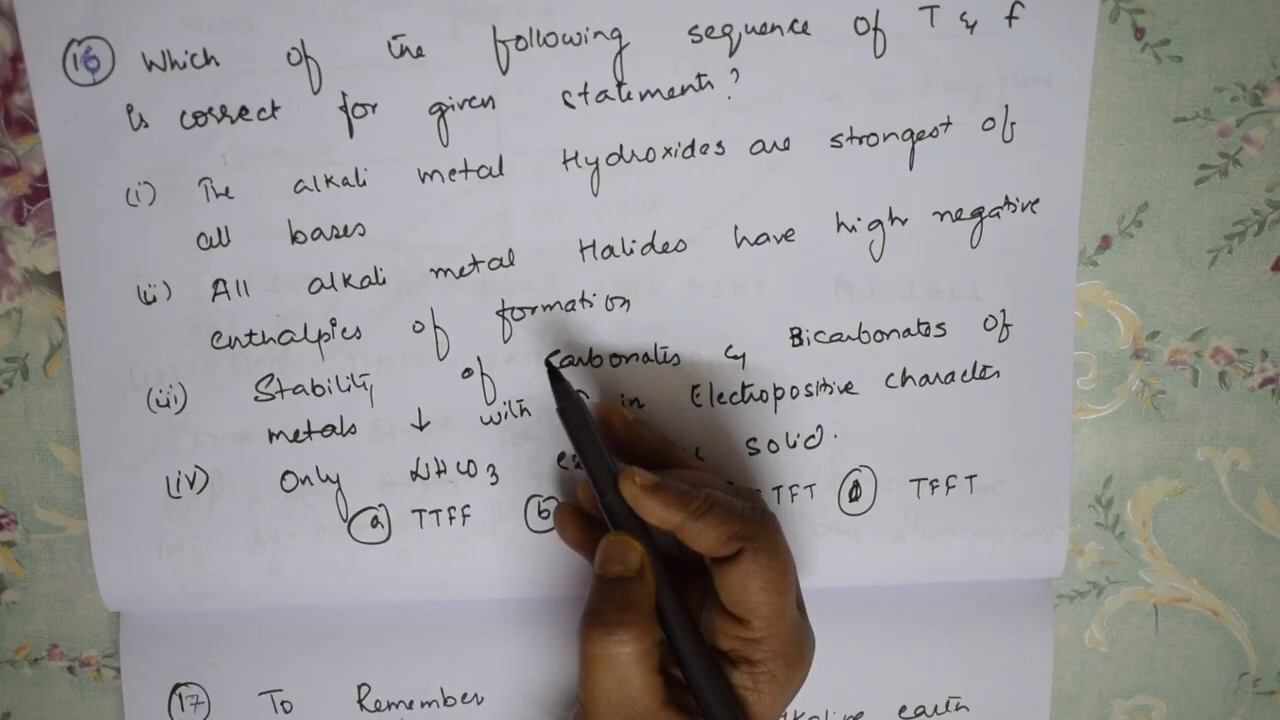 16 Which of the following sequence of T & f
is correct for given statements?
(i) The alkali metal Hydroxides are strongest of
all bases
(ii) All alkali metal Halides have high negative
enthalpies of formation
(iii) Stability of carbonates & Bicarbonates of
metals ↓ with in Electropositive character
(iv) Only LiHCO3 solid.
(a) TTFF (b) TFT (d) TFFT
17 To Remember earth